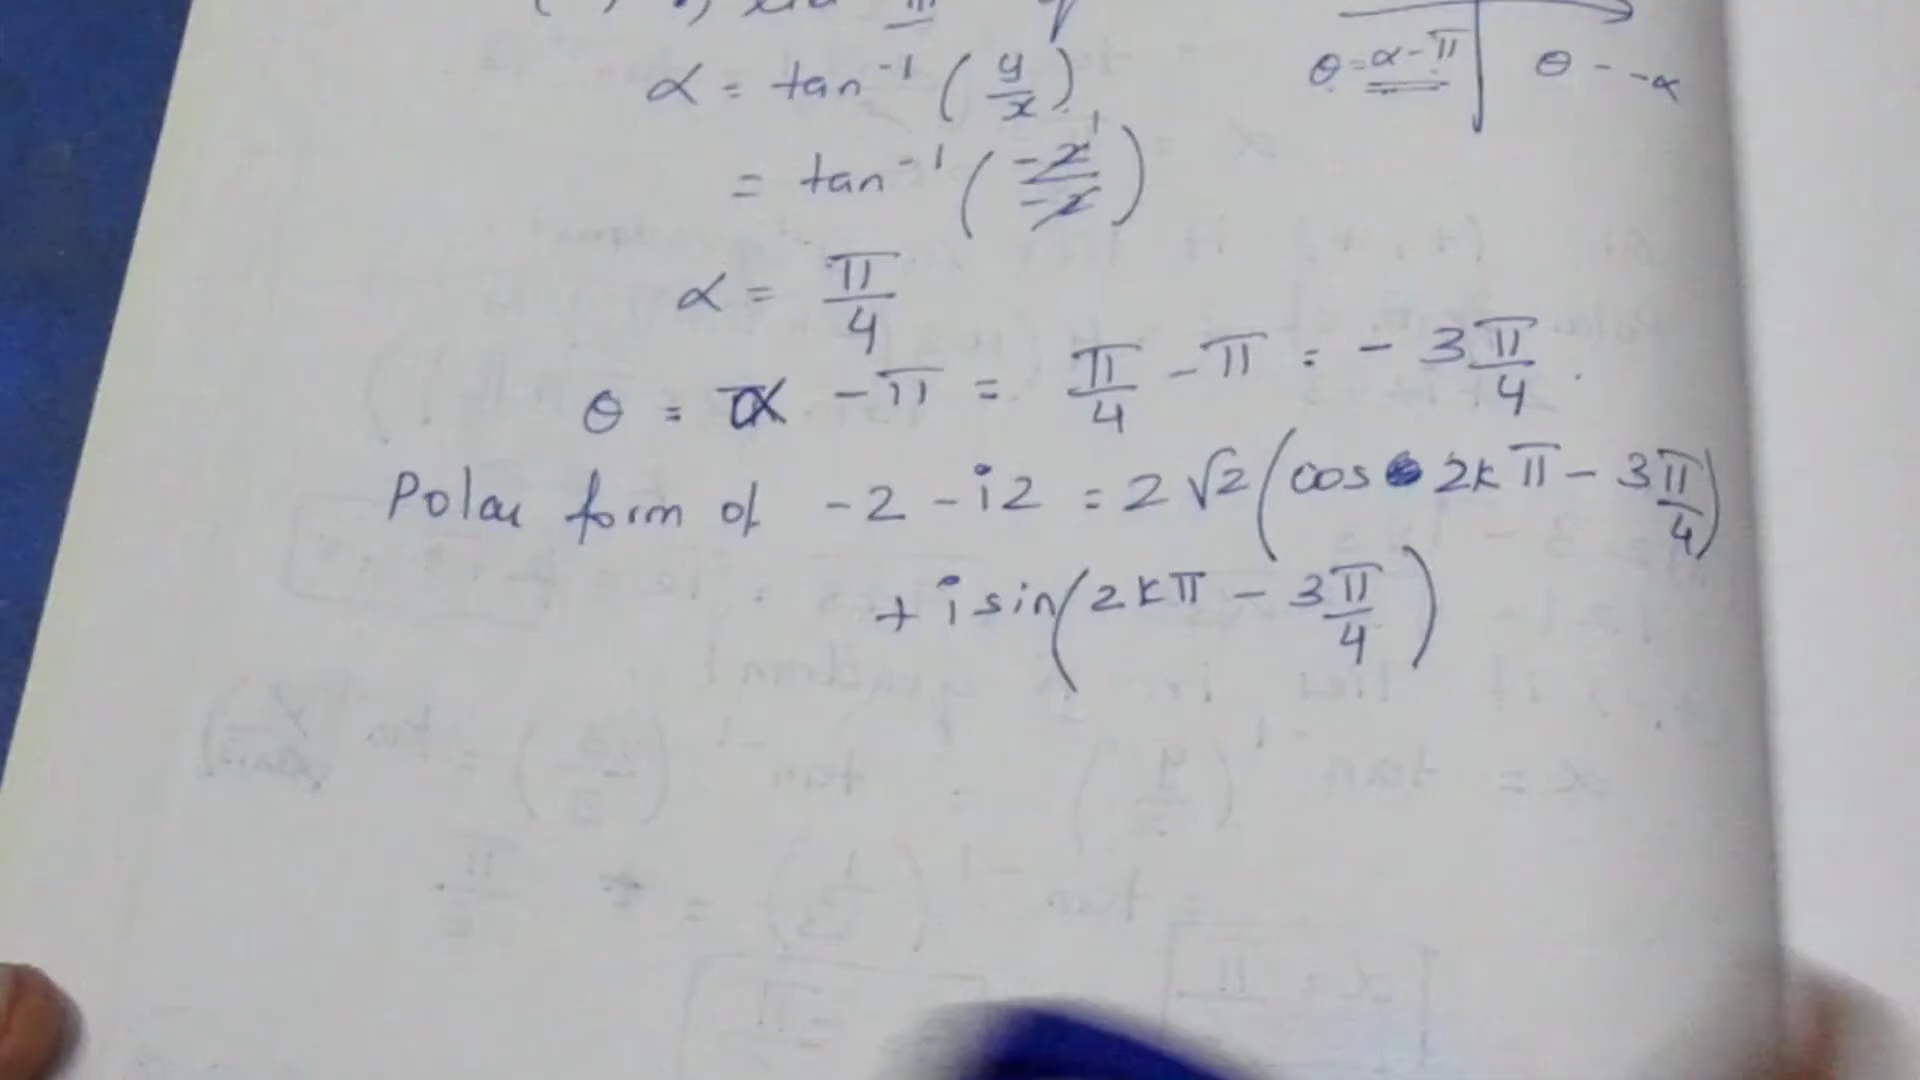 α = tan⁻¹ (y/x)
θ = α - π
θ - -α
= tan⁻¹ (-2/-2) 1
α = π/4
θ = α - π = π/4 - π = - 3π/4 .
Polar form of -2 - i2 = 2√2 (cos 2kπ - 3π/4)
+ i sin (2kπ - 3π/4)